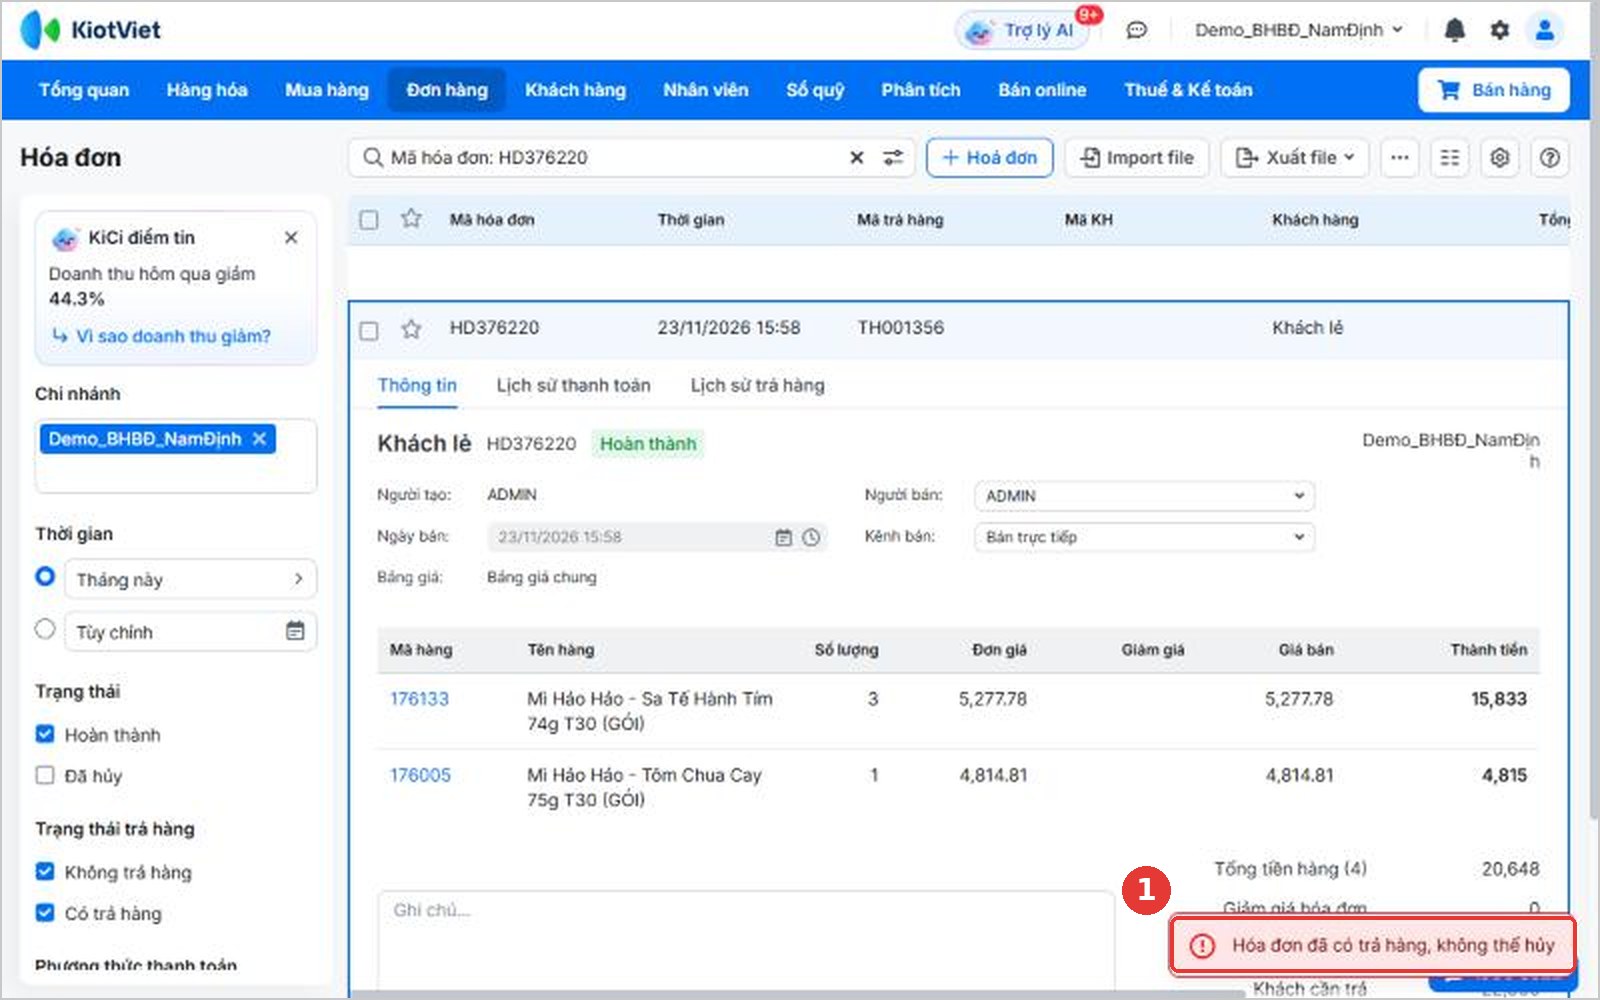 KiotViet
Trợ lý AI
9+
Demo_BHBĐ_NamĐịnh
Tổng quan
Hàng hóa
Mua hàng
Đơn hàng
Khách hàng
Nhân viên
Sổ quỹ
Phân tích
Bán online
Thuế & Kế toán
Bán hàng
Hóa đơn
Mã hóa đơn: HD376220
Hoá đơn
Import file
Xuất file
KiCi điểm tin
Doanh thu hôm qua giảm
44.3%
Vì sao doanh thu giảm?
Chi nhánh
Demo_BHBĐ_NamĐịnh
Thời gian
Tháng này
Tùy chỉnh
Trạng thái
Hoàn thành
Đã hủy
Trạng thái trả hàng
Không trả hàng
Có trả hàng
Phương thức thanh toán
Mã hóa đơn Thời gian Mã trả hàng Mã KH Khách hàng
HD376220 23/11/2026 15:58 TH001356 Khách lẻ
Thông tin Lịch sử thanh toán Lịch sử trả hàng
Khách lẻ HD376220 Hoàn thành
Demo_BHBĐ_NamĐịn
h
Người tạo: ADMIN Người bán: ADMIN
Ngày bán: 23/11/2026 15:58 Kênh bán: Bán trực tiếp
Bảng giá: Bảng giá chung
Mã hàng Tên hàng Số lượng Đơn giá Giảm giá Giá bán Thành tiền
176133 Mì Hảo Hảo - Sa Tế Hành Tím 3 5,277.78 5,277.78 15,833
74g T30 (GÓI)
176005 Mì Hảo Hảo - Tôm Chua Cay 1 4,814.81 4,814.81 4,815
75g T30 (GÓI)
Tổng tiền hàng (4) 20,648
Ghi chú...
1
Giảm giá hóa đơn 0
Hóa đơn đã có trả hàng, không thể hủy
Khách cần trả